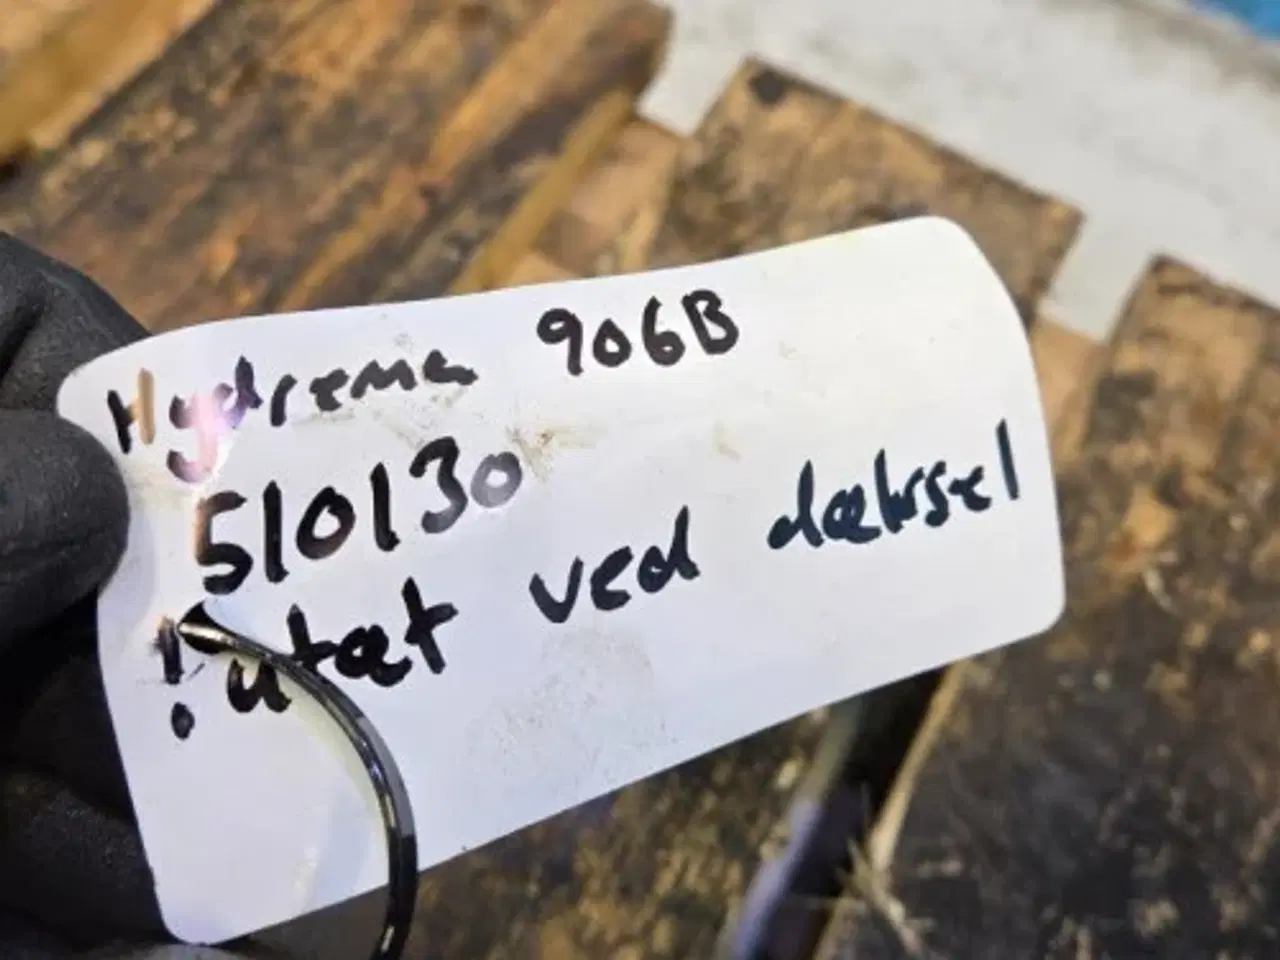 Hydrema 906B
510130
! utæt ved dæksel